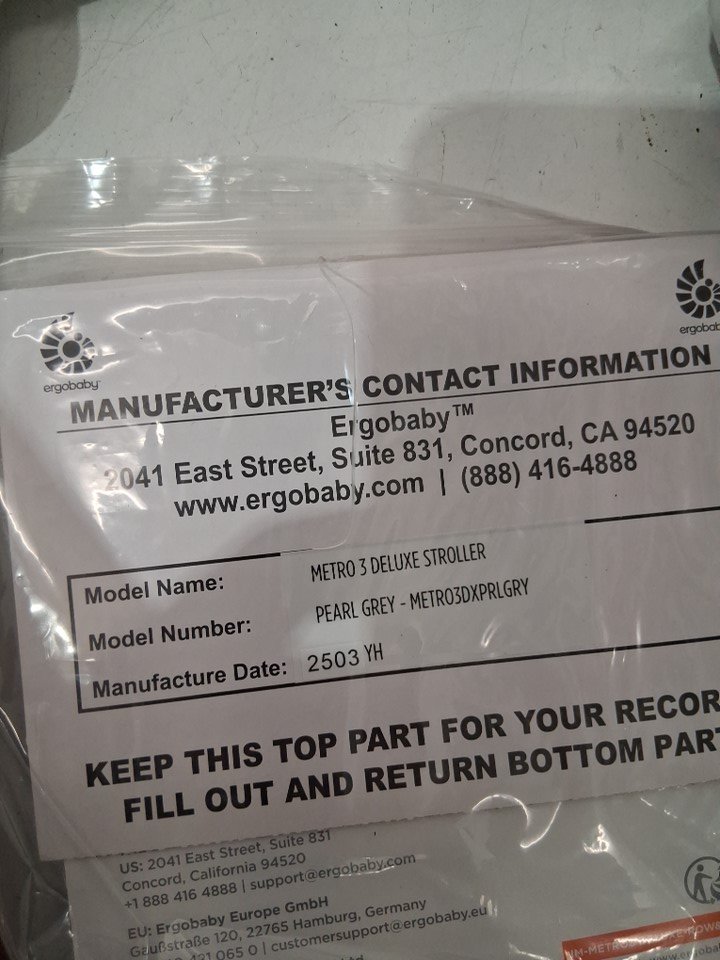 ergobaby
MANUFACTURER'S CONTACT INFORMATION
Ergobaby™
2041 East Street, Suite 831, Concord, CA 94520
www.ergobaby.com | (888) 416-4888
Model Name: METRO 3 DELUXE STROLLER
Model Number: PEARL GREY - METRO3DXPRLGRY
Manufacture Date: 2503 YH
KEEP THIS TOP PART FOR YOUR
FILL OUT AND RETURN BOTTOM
US: 2041 East Street, Suite 831
Concord, California 94520
+1 888 416 4888 | support@ergobaby.com
EU: Ergobaby Europe GmbH
Gaußstraße 120, 22765 Hamburg, Germany
065 0 | customersupport@ergobaby.eu